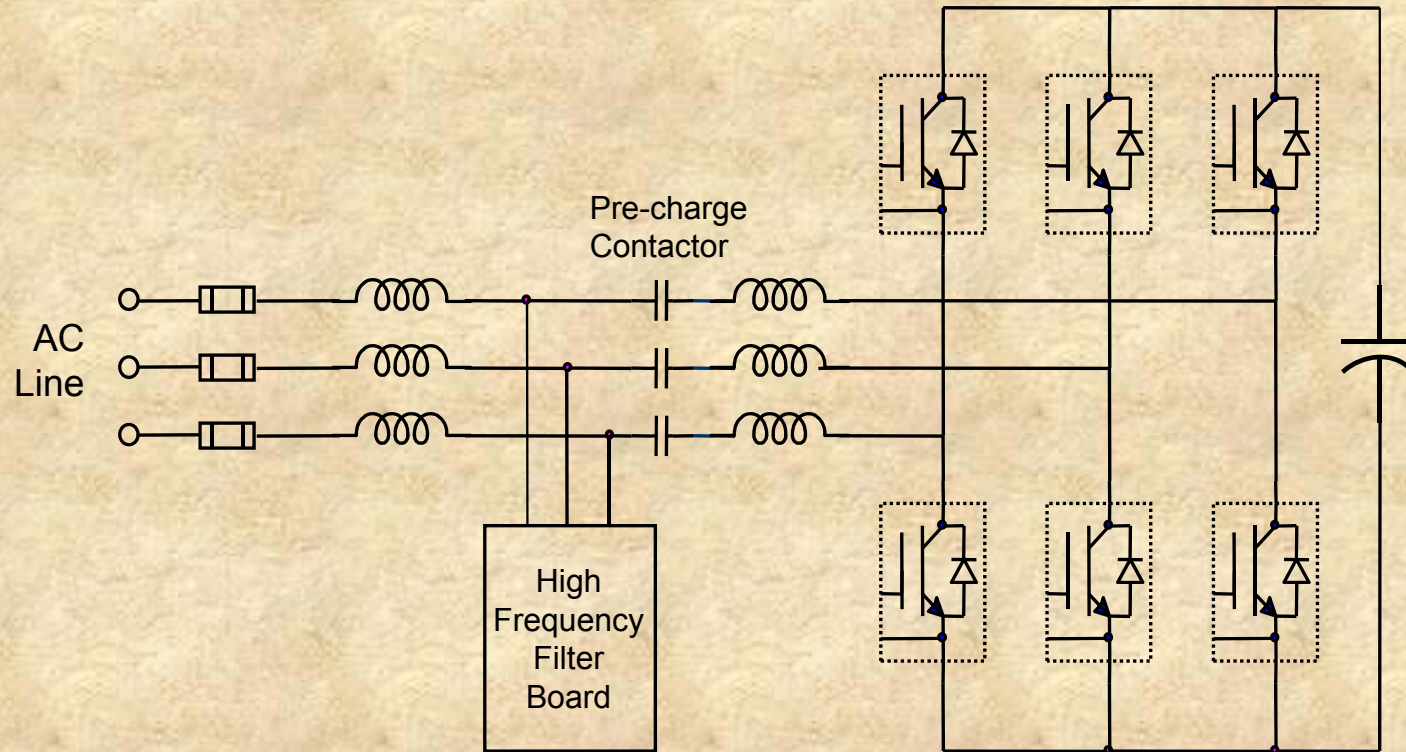 Pre-charge
Contactor
AC
Line
High
Frequency
Filter
Board